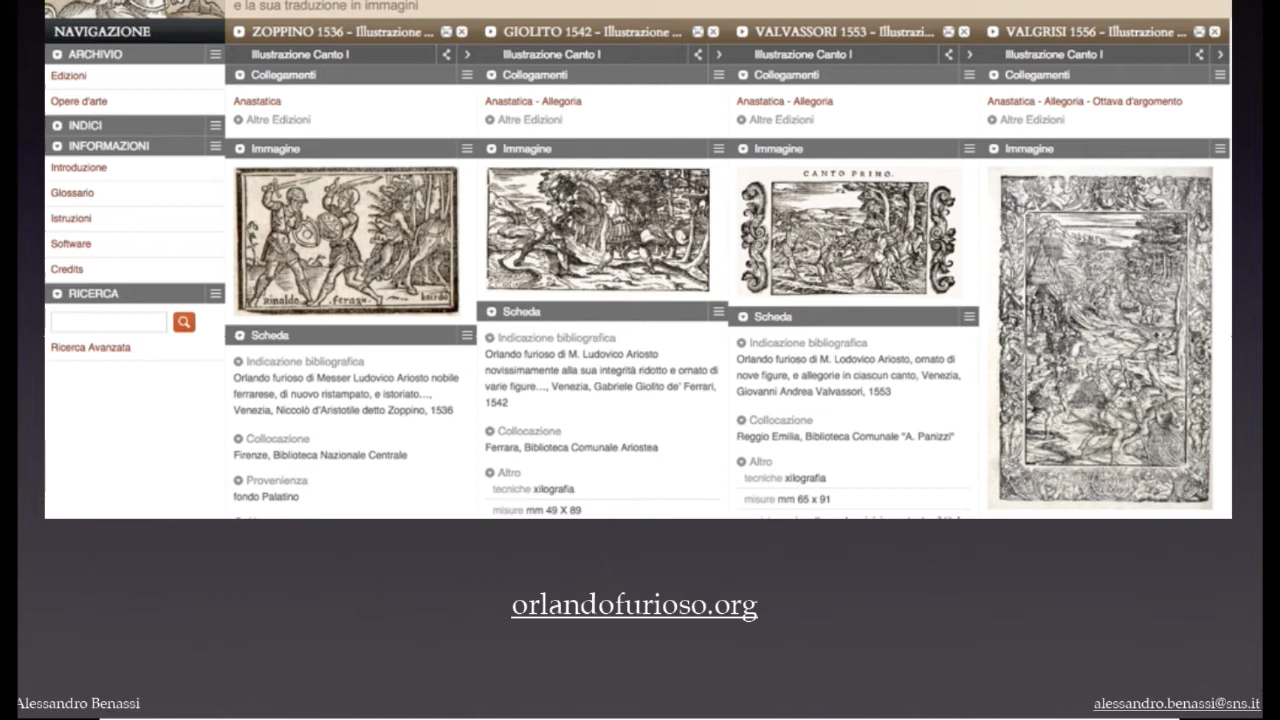 e la sua traduzione in immagini
NAVIGAZIONE
ARCHIVIO
Edizioni
Opere d'arte
INDICI
INFORMAZIONI
Introduzione
Glossario
Istruzioni
Software
Credits
RICERCA
Ricerca Avanzata
ZOPPINO 1536 – Illustrazione ...
Illustrazione Canto I
Collegamenti
Anastatica
Altre Edizioni
Immagine
rinaldo
.feragu.
Scheda
Indicazione bibliografica
Orlando furioso di Messer Ludovico Ariosto nobile
ferrarese, di nuovo ristampato, e istoriato...,
Venezia, Niccolò d'Aristotile detto Zoppino, 1536
Collocazione
Firenze, Biblioteca Nazionale Centrale
Provenienza
fondo Palatino
GIOLITO 1542 – Illustrazione ...
Illustrazione Canto I
Collegamenti
Anastatica - Allegoria
Altre Edizioni
Immagine
Scheda
Indicazione bibliografica
Orlando furioso di M. Ludovico Ariosto
novissimamente alla sua integrità ridotto e ornato di
varie figure..., Venezia, Gabriele Giolito de' Ferrari,
1542
Collocazione
Ferrara, Biblioteca Comunale Ariostea
Altro
tecniche xilografia
misure mm 49 X 89
VALVASSORI 1553 – Illustrazi...
Illustrazione Canto I
Collegamenti
Anastatica - Allegoria
Altre Edizioni
Immagine
CANTO PRIMO.
Scheda
Indicazione bibliografica
Orlando furioso di M. Lodovico Ariosto, ornato di
nove figure, e allegorie in ciascun canto, Venezia,
Giovanni Andrea Valvassori, 1553
Collocazione
Reggio Emilia, Biblioteca Comunale "A. Panizzi"
Altro
tecniche xilografia
misure mm 65 x 91
VALGRISI 1556 – Illustrazione ...
Illustrazione Canto I
Collegamenti
Anastatica - Allegoria - Ottava d'argomento
Altre Edizioni
Immagine
orlandofurioso.org
Alessandro Benassi
alessandro.benassi@sns.it